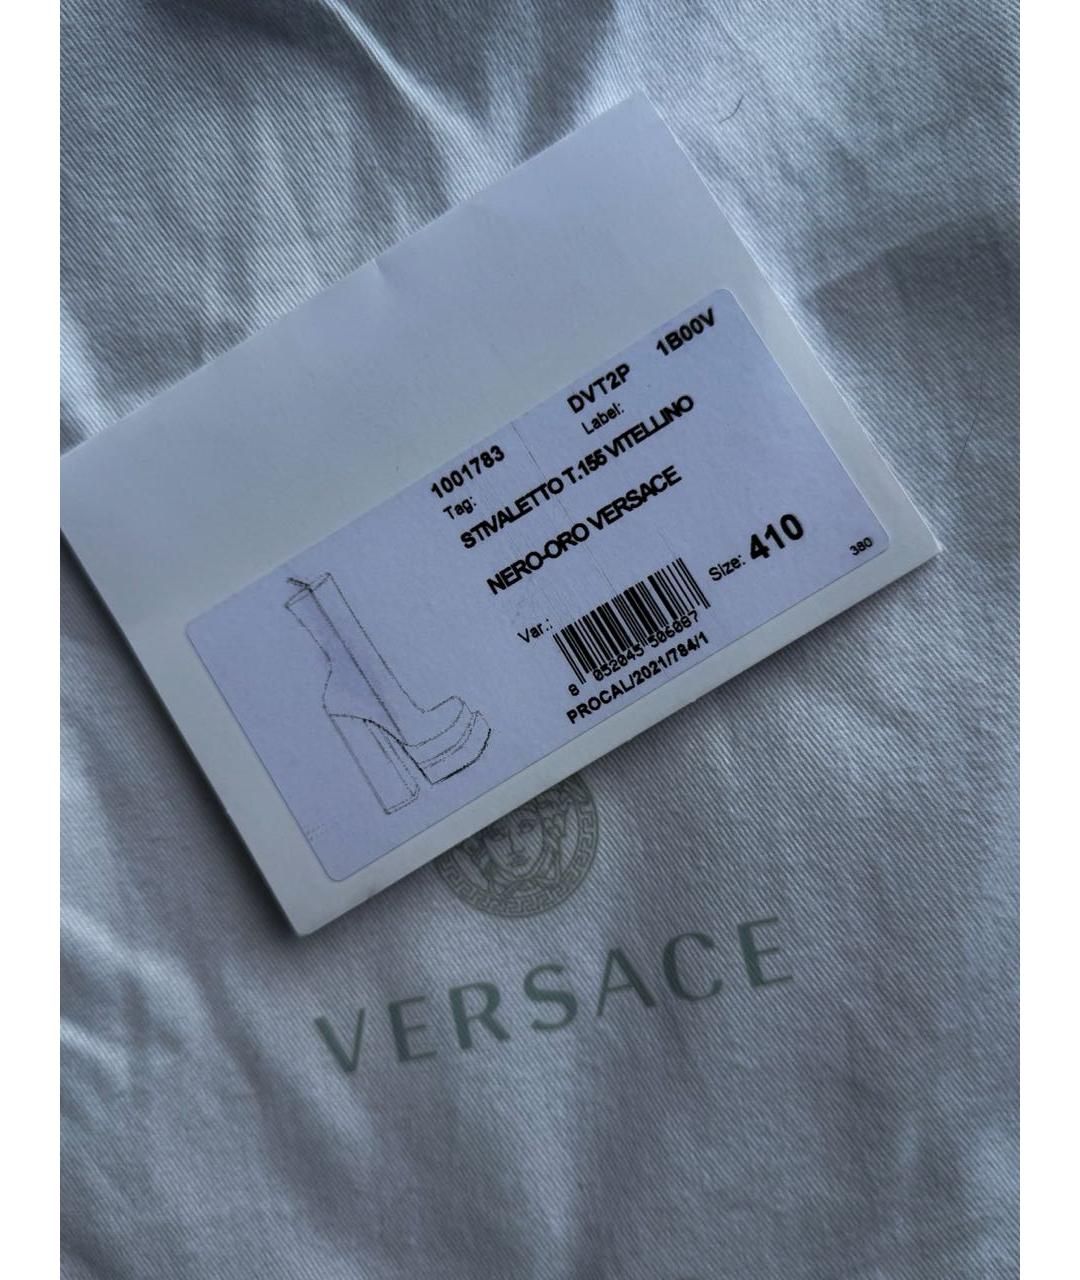 1001783 DVT2P 1B00V
Tag: Label:
STIVALETTO T.155 VITELLINO
NERO-ORO VERSACE
Var.: Size: 410
8 052045 506087 380
PROCAL/2021/784/1
VERSACE